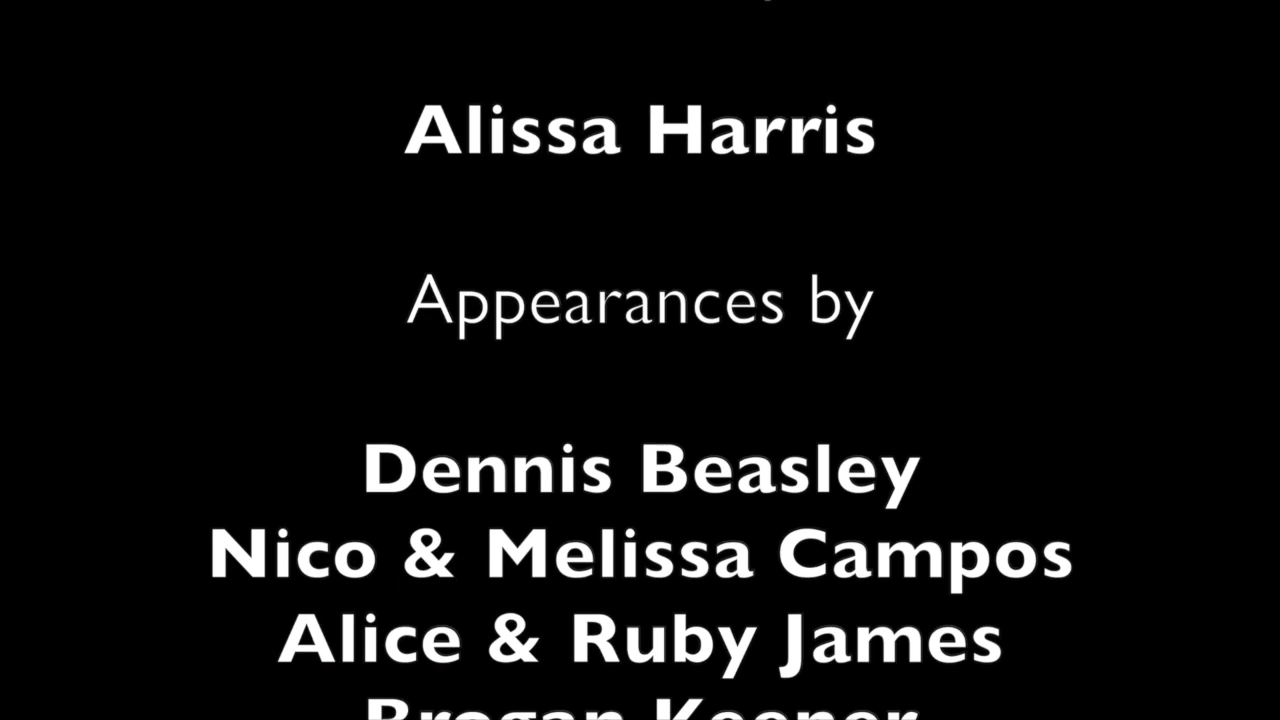 Alissa Harris
Appearances by
Dennis Beasley
Nico & Melissa Campos
Alice & Ruby James